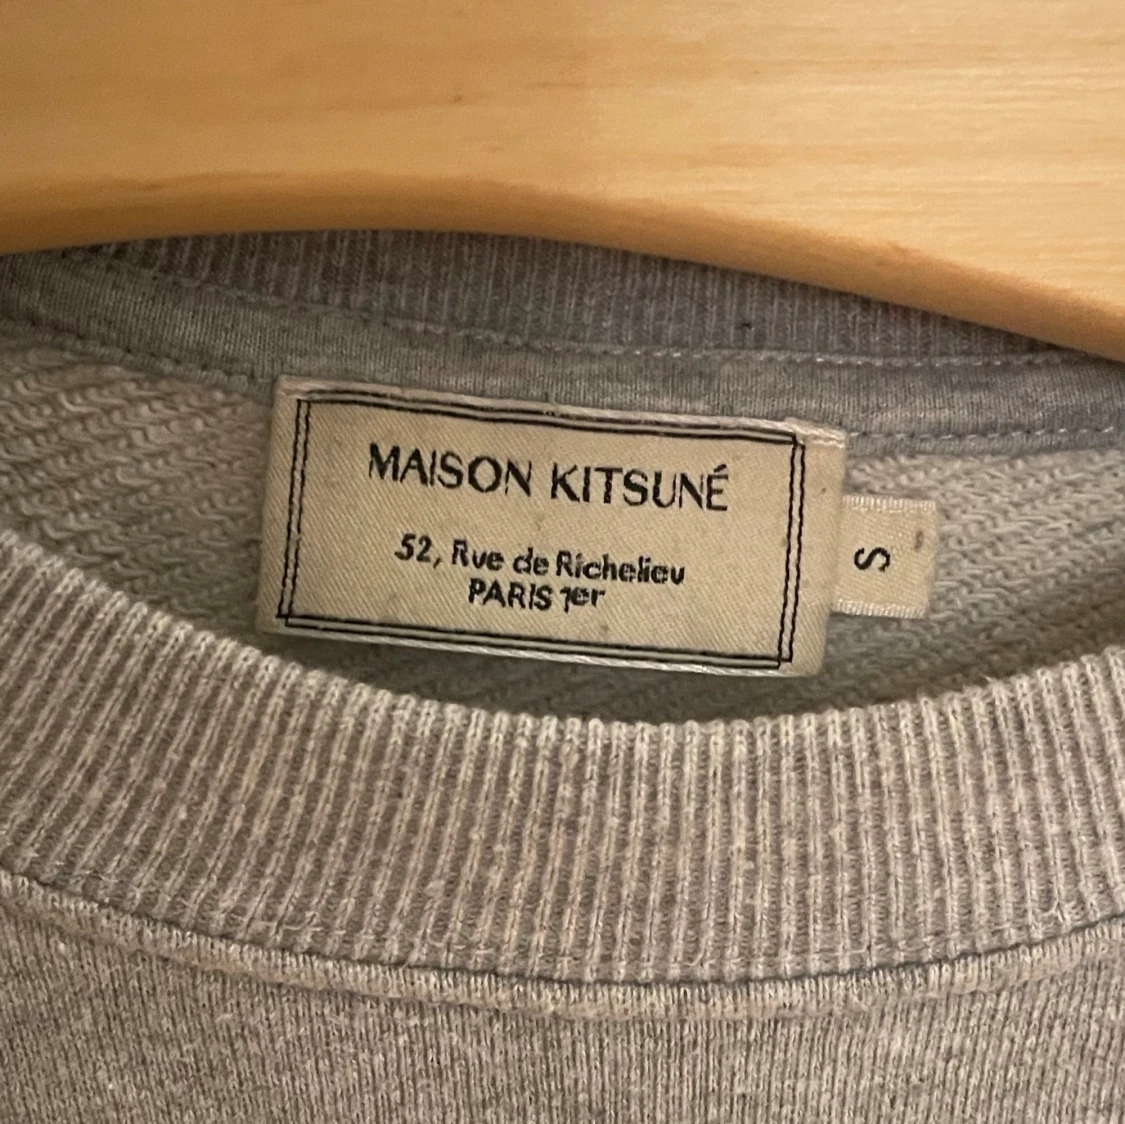 MAISON KITSUNÉ
52, Rue de Richelieu
PARIS 1er
S